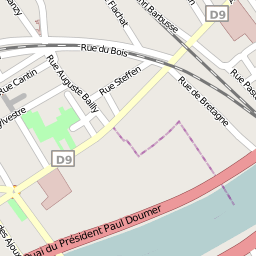 Flachat
Barbusse
D9
Rue du Bois
Rue Cantin
Rue Steffen
Rue Auguste Bailly
Rue de Bretagne
D9
Quai du Président Paul Doumer